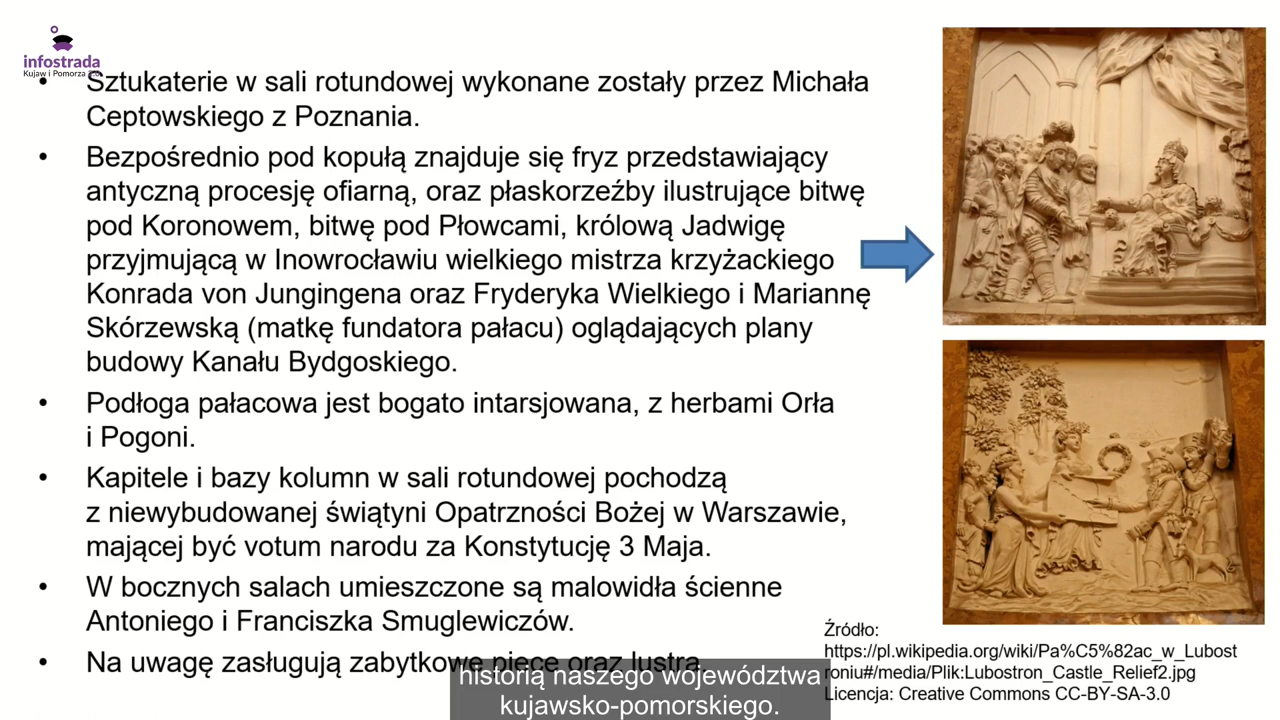 infostrada
Kujaw i Pomorza 2.0
Sztukaterie w sali rotundowej wykonane zostały przez Michała
Ceptowskiego z Poznania.
Bezpośrednio pod kopułą znajduje się fryz przedstawiający
antyczną procesję ofiarną, oraz płaskorzeźby ilustrujące bitwę
pod Koronowem, bitwę pod Płowcami, królową Jadwigę
przyjmującą w Inowrocławiu wielkiego mistrza krzyżackiego
Konrada von Jungingena oraz Fryderyka Wielkiego i Mariannę
Skórzewską (matkę fundatora pałacu) oglądających plany
budowy Kanału Bydgoskiego.
Podłoga pałacowa jest bogato intarsjowana, z herbami Orła
i Pogoni.
Kapitele i bazy kolumn w sali rotundowej pochodzą
z niewybudowanej świątyni Opatrzności Bożej w Warszawie,
mającej być votum narodu za Konstytucję 3 Maja.
W bocznych salach umieszczone są malowidła ścienne
Antoniego i Franciszka Smuglewiczów.
Na uwagę zasługują zabytkowe piece oraz lustra.
Źródło:
https://pl.wikipedia.org/wiki/Pa%C5%82ac_w_Lubost
roniu#/media/Plik:Lubostron_Castle_Relief2.jpg
Licencja: Creative Commons CC-BY-SA-3.0
historią naszego województwa
kujawsko-pomorskiego.